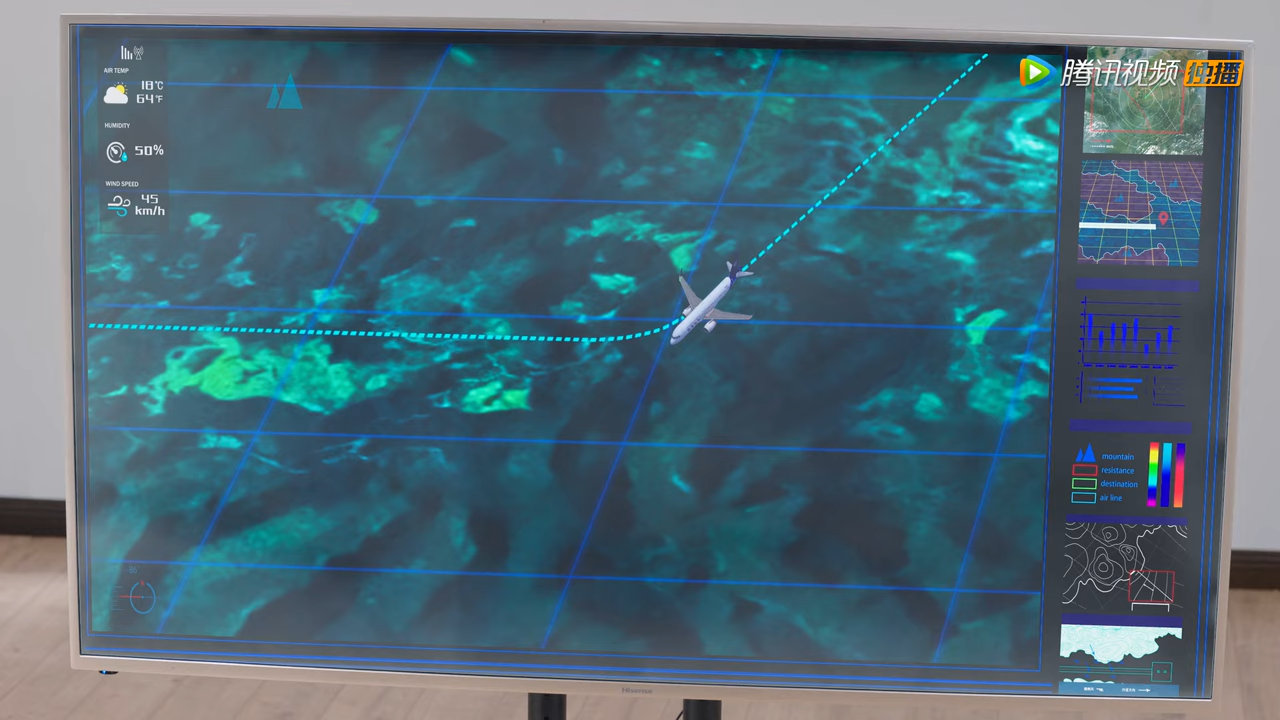 AIR TEMP
18°C
64°F
HUMIDITY
50%
WIND SPEED
45
km/h
腾讯视频 独播
mountain
resistance
destination
air line
-86
Hisense